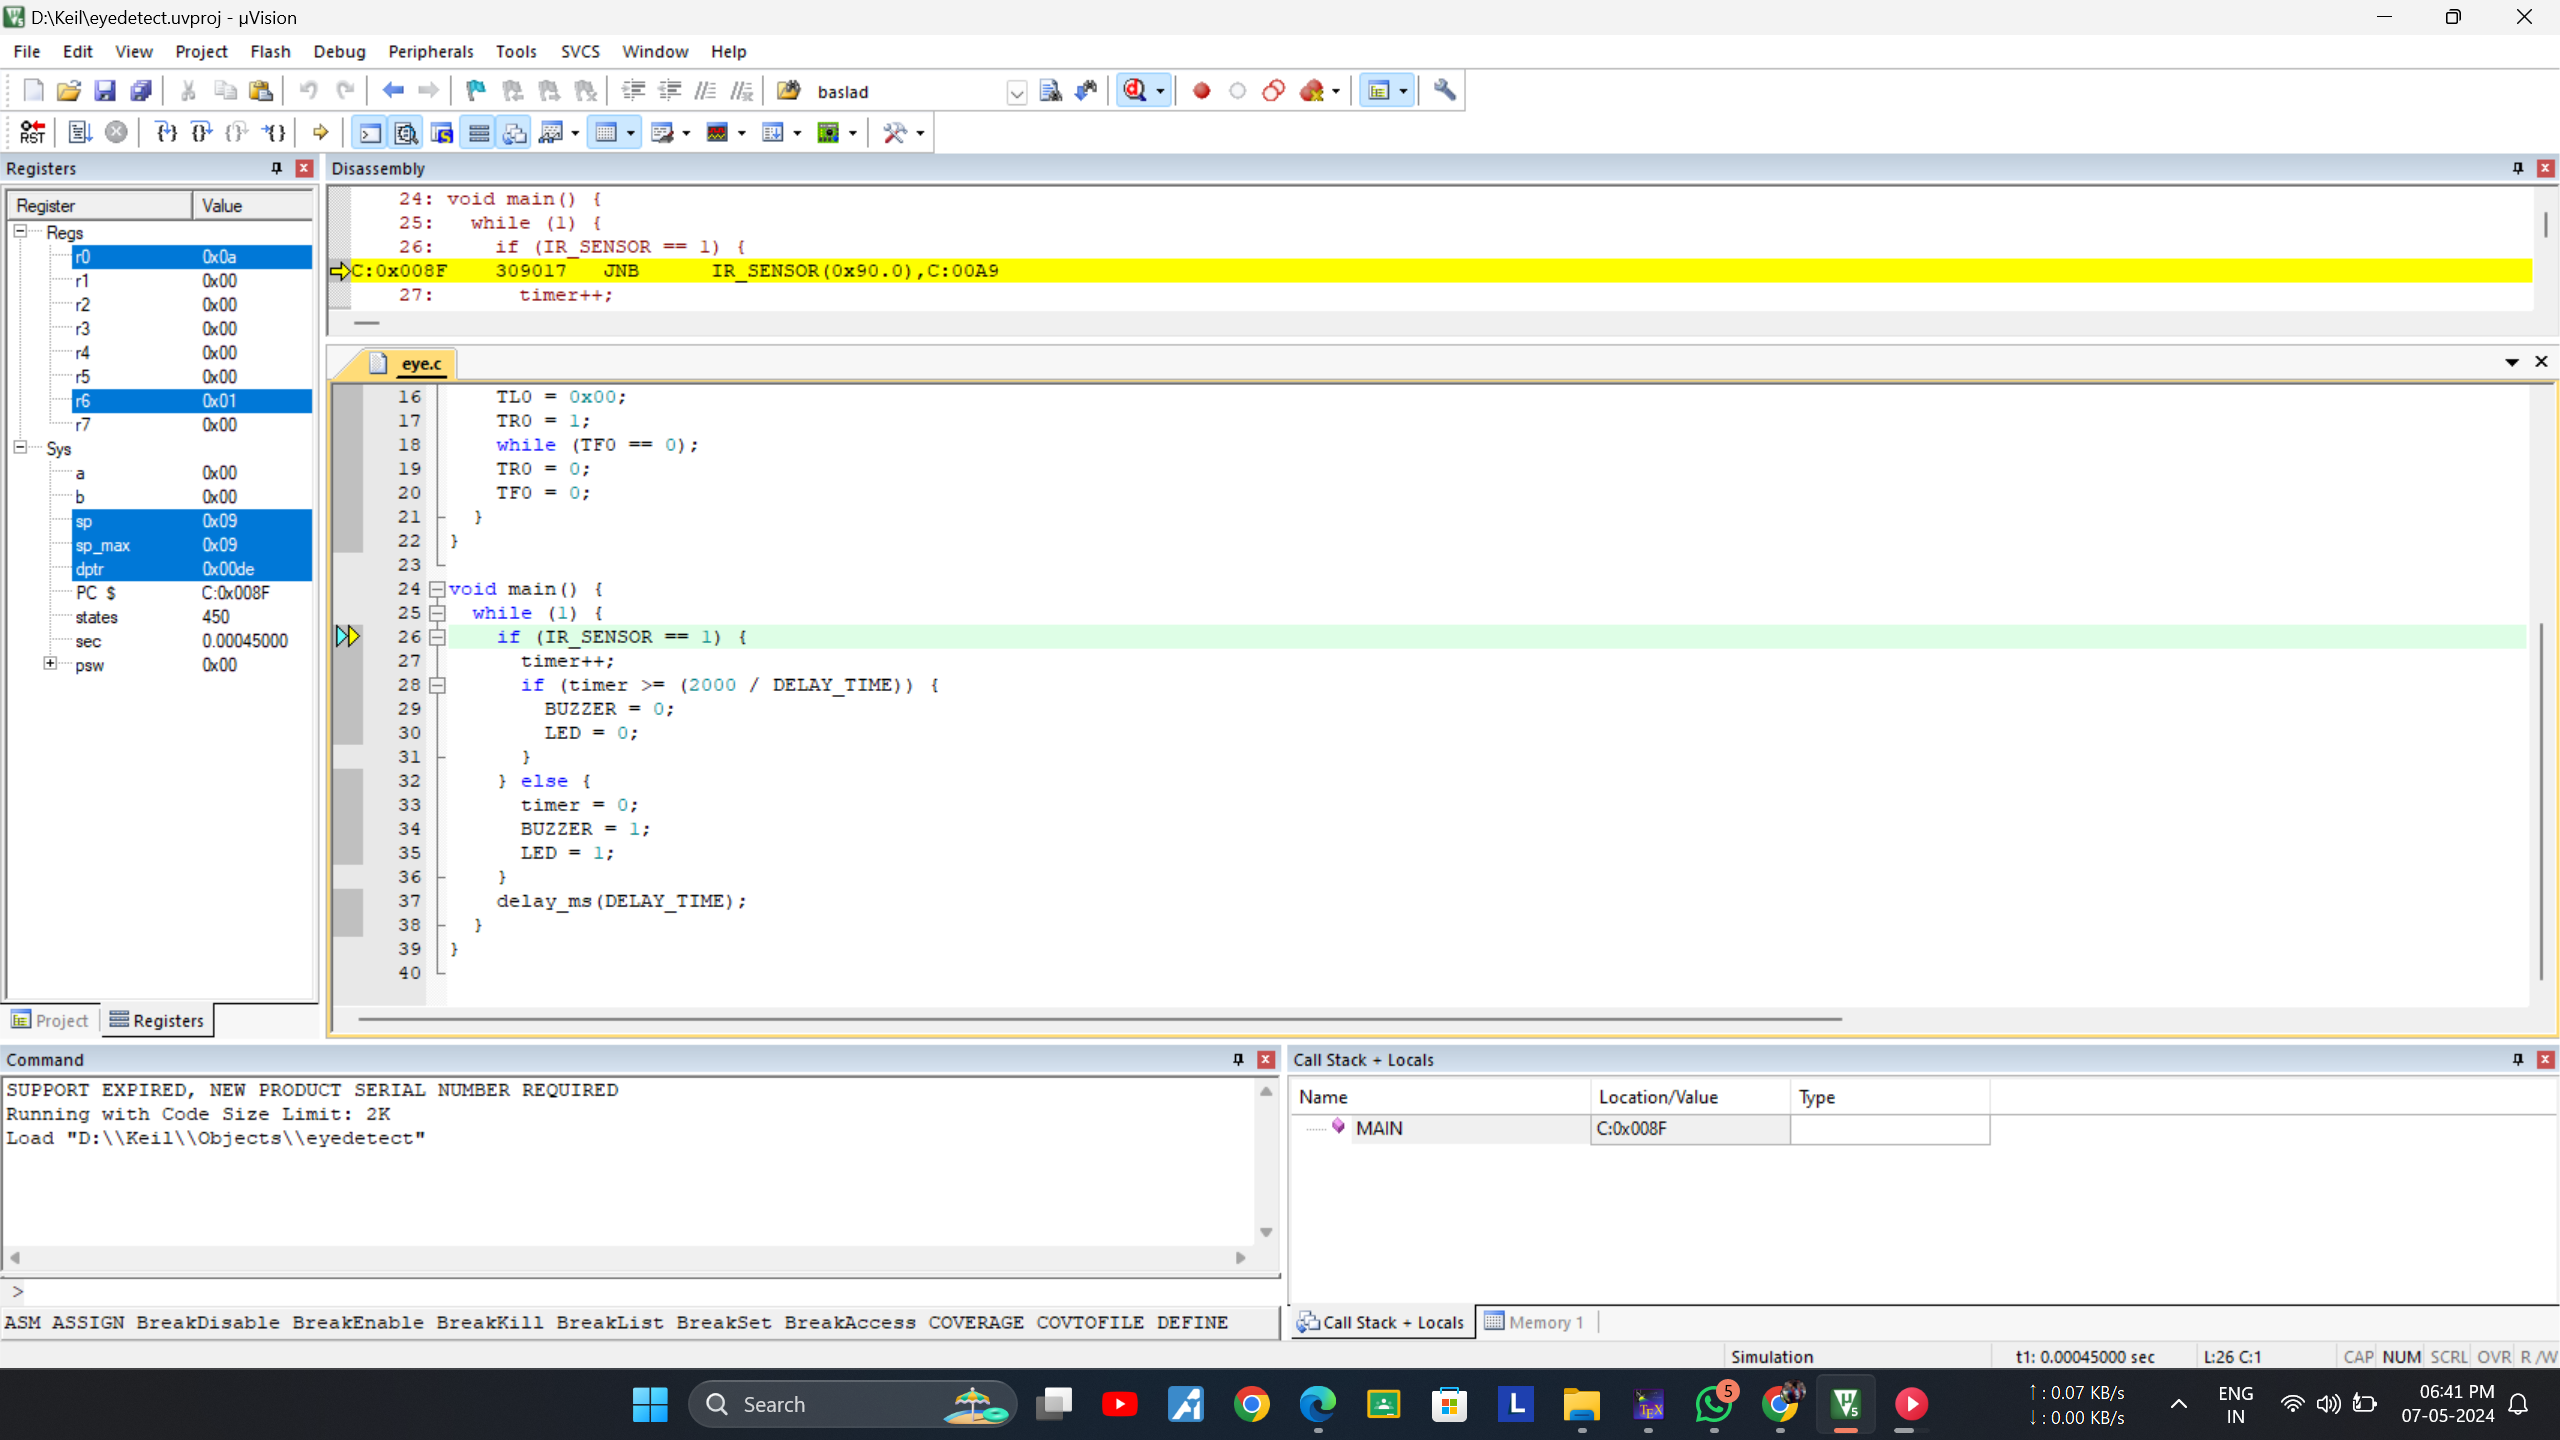 D:\Keil\eyedetect.uvproj - µVision
File Edit View Project Flash Debug Peripherals Tools SVCS Window Help
baslad
RST
Registers
Register Value
Regs
r0 0x0a
r1 0x00
r2 0x00
r3 0x00
r4 0x00
r5 0x00
r6 0x01
r7 0x00
Sys
a 0x00
b 0x00
sp 0x09
sp_max 0x09
dptr 0x00de
PC $ C:0x008F
states 450
sec 0.00045000
psw 0x00
Project Registers
Disassembly
24: void main() {
25: while (1) {
26: if (IR_SENSOR == 1) {
C:0x008F 309017 JNB IR_SENSOR(0x90.0),C:00A9
27: timer++;
eye.c
16 TL0 = 0x00;
17 TR0 = 1;
18 while (TF0 == 0);
19 TR0 = 0;
20 TF0 = 0;
21 }
22 }
23
24 void main() {
25 while (1) {
26 if (IR_SENSOR == 1) {
27 timer++;
28 if (timer >= (2000 / DELAY_TIME)) {
29 BUZZER = 0;
30 LED = 0;
31 }
32 } else {
33 timer = 0;
34 BUZZER = 1;
35 LED = 1;
36 }
37 delay_ms(DELAY_TIME);
38 }
39 }
40
Command
SUPPORT EXPIRED, NEW PRODUCT SERIAL NUMBER REQUIRED
Running with Code Size Limit: 2K
Load "D:\\Keil\\Objects\\eyedetect"
>
ASM ASSIGN BreakDisable BreakEnable BreakKill BreakList BreakSet BreakAccess COVERAGE COVTOFILE DEFINE
Call Stack + Locals
Name Location/Value Type
MAIN C:0x008F
Call Stack + Locals Memory 1
Simulation t1: 0.00045000 sec L:26 C:1 CAP NUM SCRL OVR R/W
Search
L
TEX
5
↑: 0.07 KB/s
↓: 0.00 KB/s
ENG
IN
06:41 PM
07-05-2024